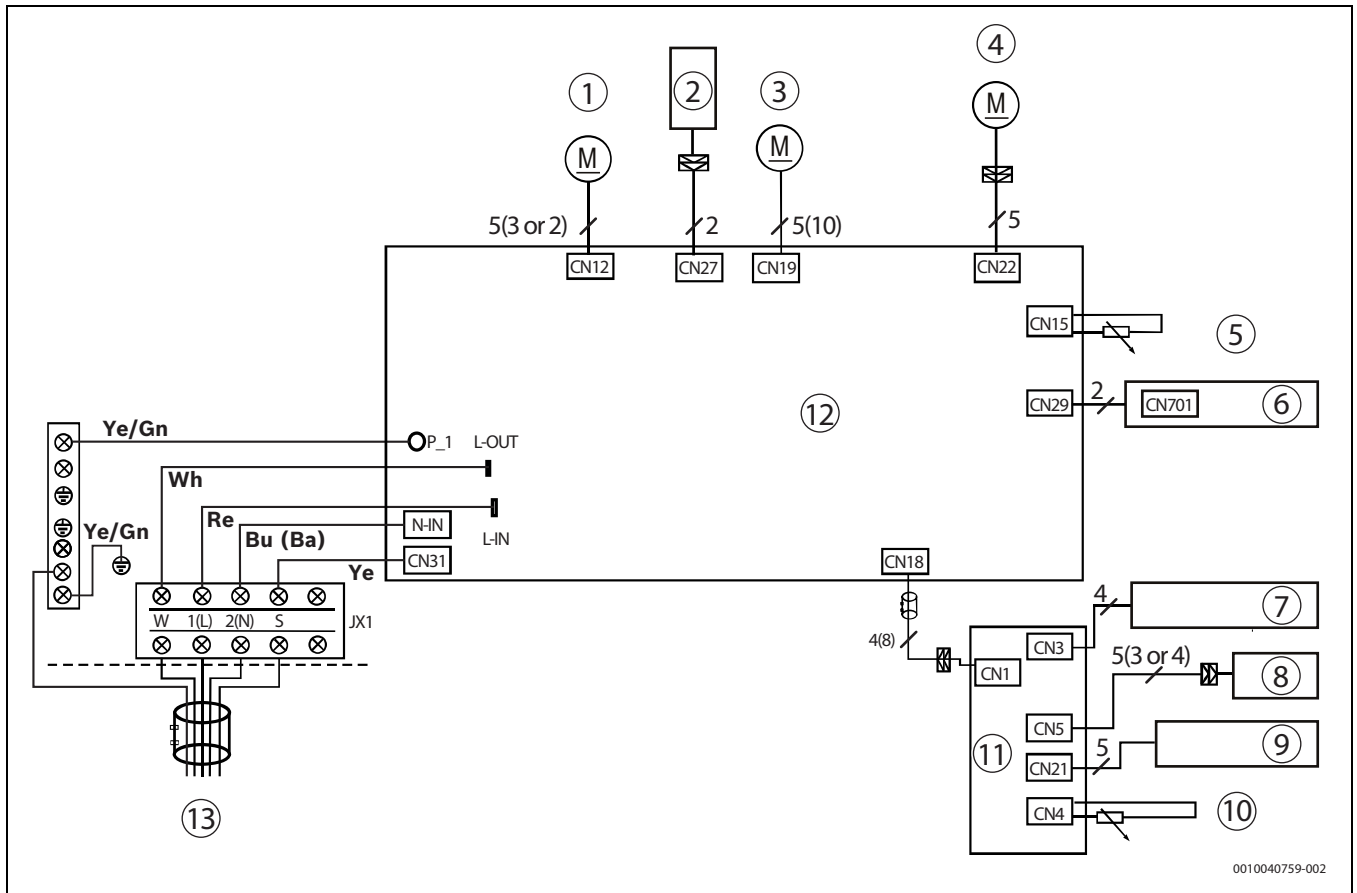 4
1
2
3
M
M
M
5(3 or 2)
2
5(10)
5
CN12
CN27
CN19
CN22
CN15
5
12
CN29
2
CN701
6
Ye/Gn
P_1
L-OUT
Wh
Re
L-IN
N-IN
Bu (Ba)
Ye/Gn
CN31
Ye
CN18
W
1(L)
2(N)
S
JX1
4(8)
CN1
CN3
4
7
5(3 or 4)
8
CN5
11
CN21
5
9
CN4
10
13
0010040759-002